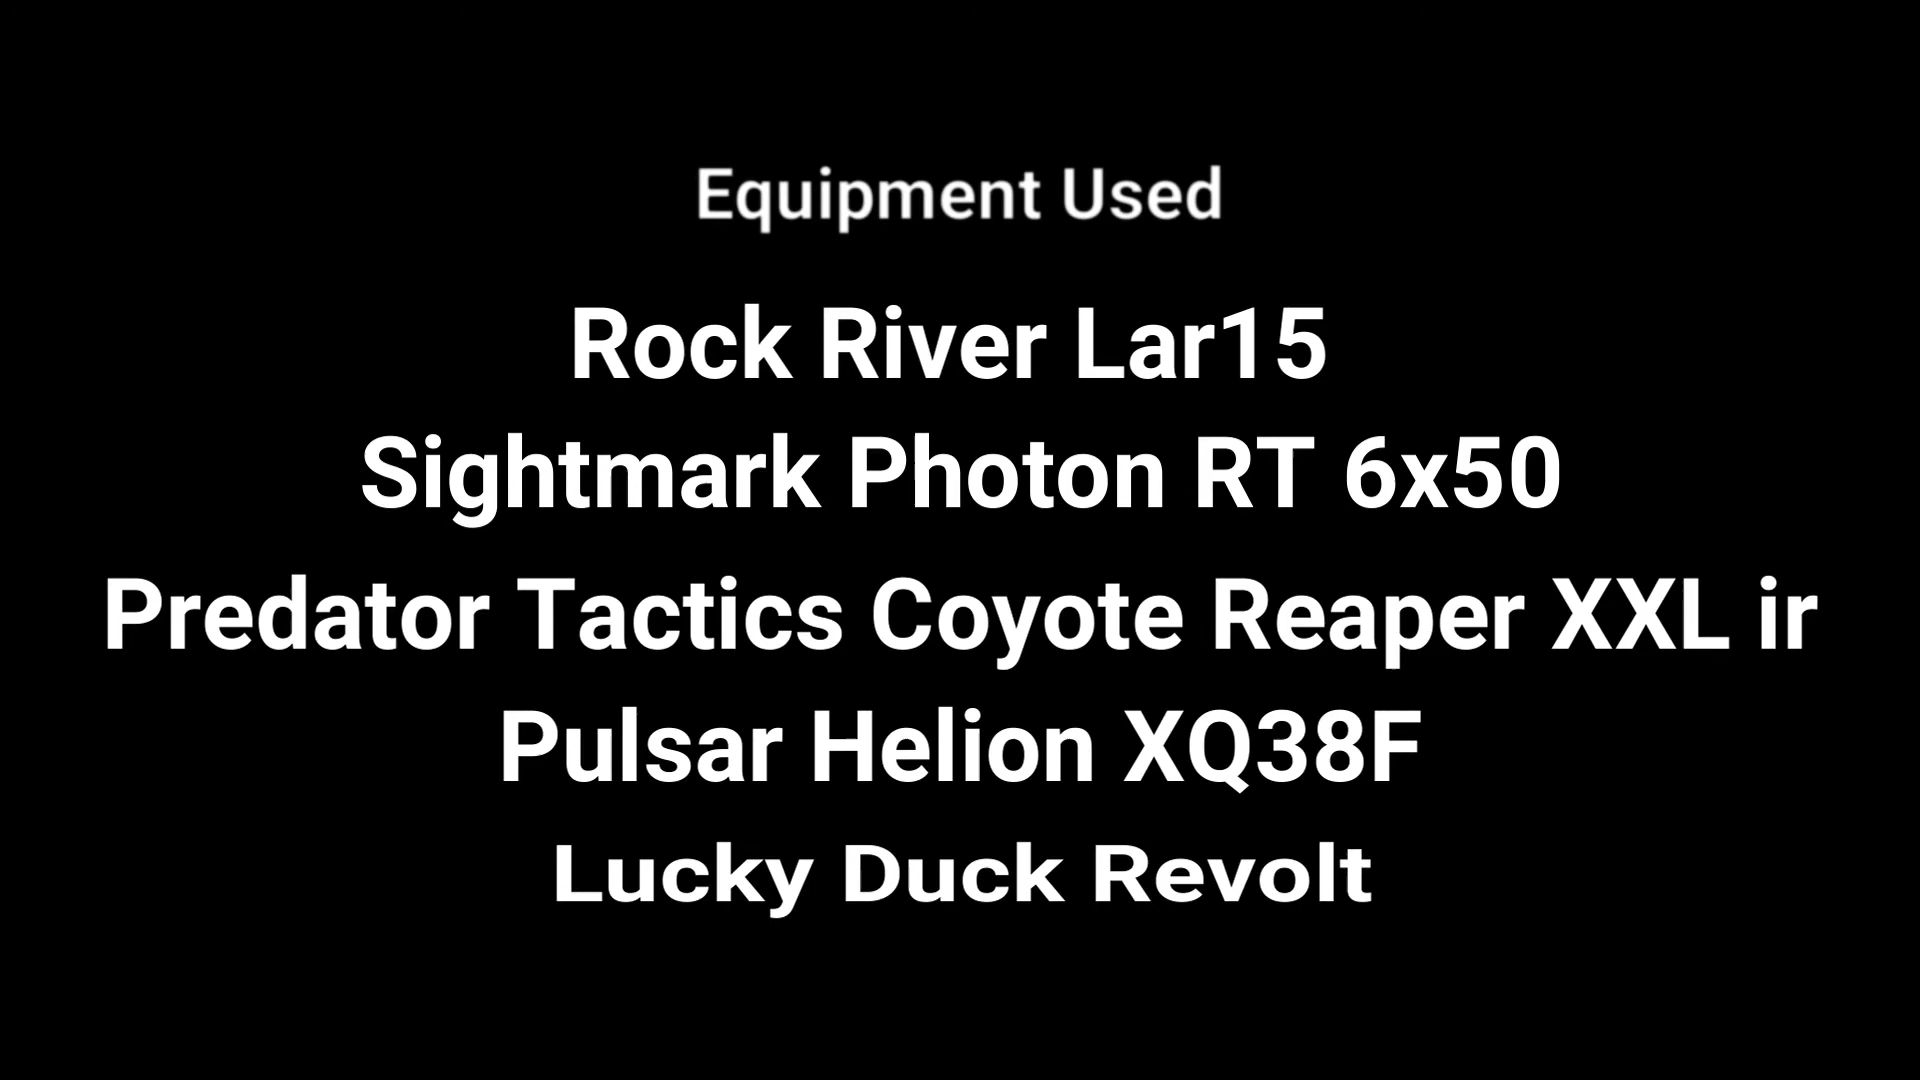 Equipment Used
Rock River Lar15
Sightmark Photon RT 6x50
Predator Tactics Coyote Reaper XXL ir
Pulsar Helion XQ38F
Lucky Duck Revolt